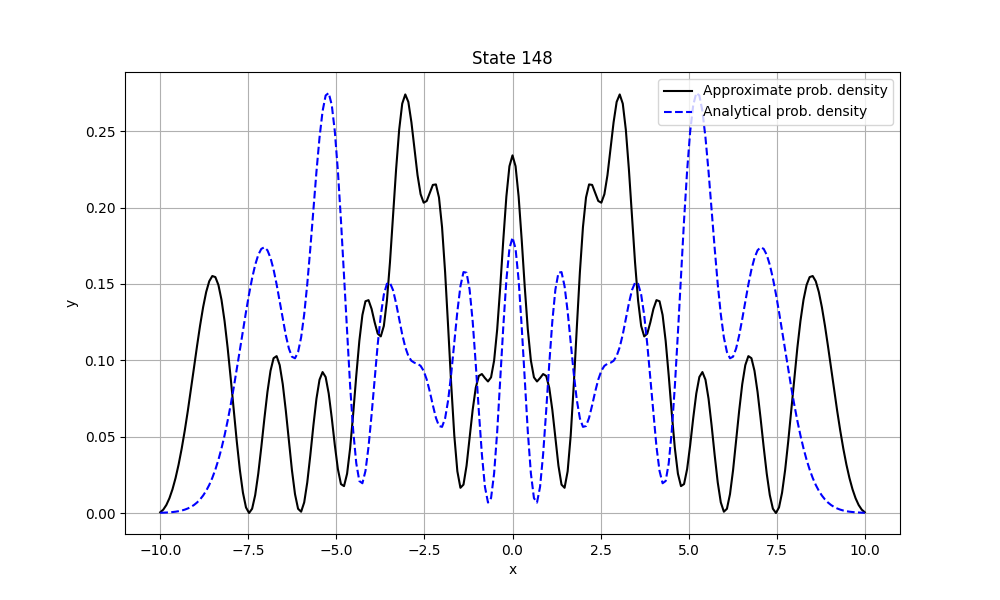 State 148
Approximate prob. density
Analytical prob. density
y
0.25
0.20
0.15
0.10
0.05
0.00
−10.0 −7.5 −5.0 −2.5 0.0 2.5 5.0 7.5 10.0
x